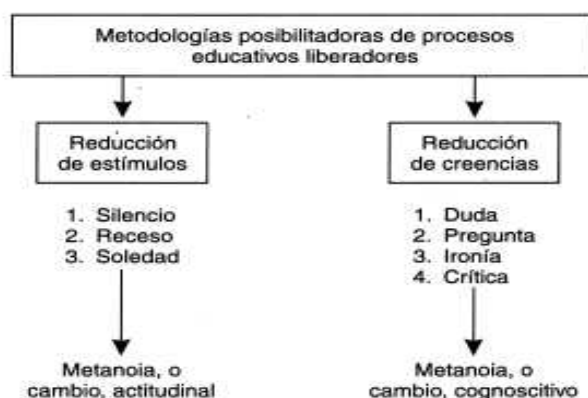 Metodologías posibilitadoras de procesos
educativos liberadores
Reducción
de estímulos
1. Silencio
2. Receso
3. Soledad
Metanoia, o
cambio, actitudinal
Reducción
de creencias
1. Duda
2. Pregunta
3. Ironía
4. Crítica
Metanoia, o
cambio, cognoscitivo